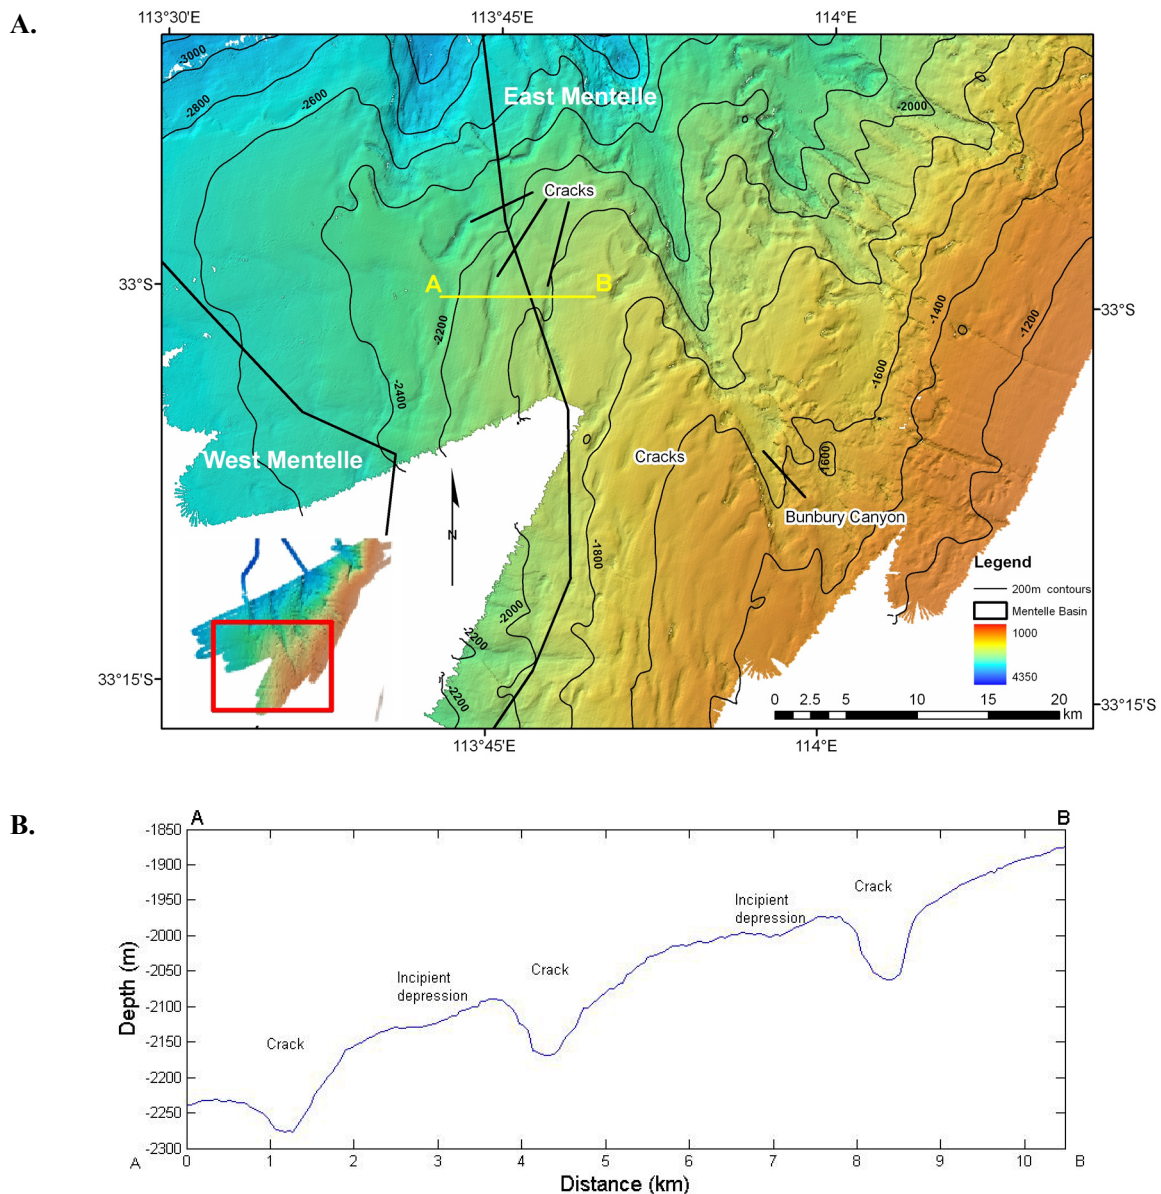 A.
113°30'E 113°45'E 114°E
-3000
-2800
-2600
East Mentelle
-2000
Cracks
33°S
A B
33°S
-2200
-1400
-1200
-1600
-2400
West Mentelle
Cracks
1600
Bunbury Canyon
N
-1800
Legend
200m contours
Mentelle Basin
1000
4350
-2000
-2200
-2200
33°15'S
0 2.5 5 10 15 20
km
33°15'S
113°45'E 114°E
B.
A B
-1850
-1900
-1950
-2000
-2050
-2100
-2150
-2200
-2250
-2300
Depth (m)
Crack
Incipient
depression
Crack
Incipient
depression
Crack
A 0 1 2 3 4 5 6 7 8 9 10 B
Distance (km)